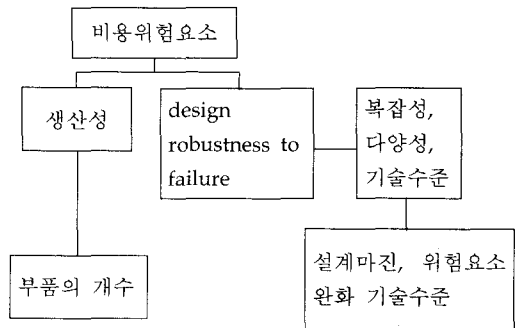 비용위험요소
생산성
design
robustness to
failure
복잡성,
다양성,
기술수준
부품의 개수
설계마진, 위험요소
완화 기술수준